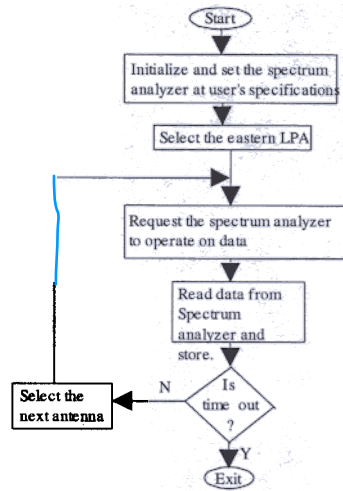 Start
Initialize and set the spectrum
analyzer at user's specifications
Select the eastern LPA
Request the spectrum analyzer
to operate on data
Read data from
Spectrum
analyzer and
store.
N
Is
time out
?
Select the
next antenna
Y
Exit